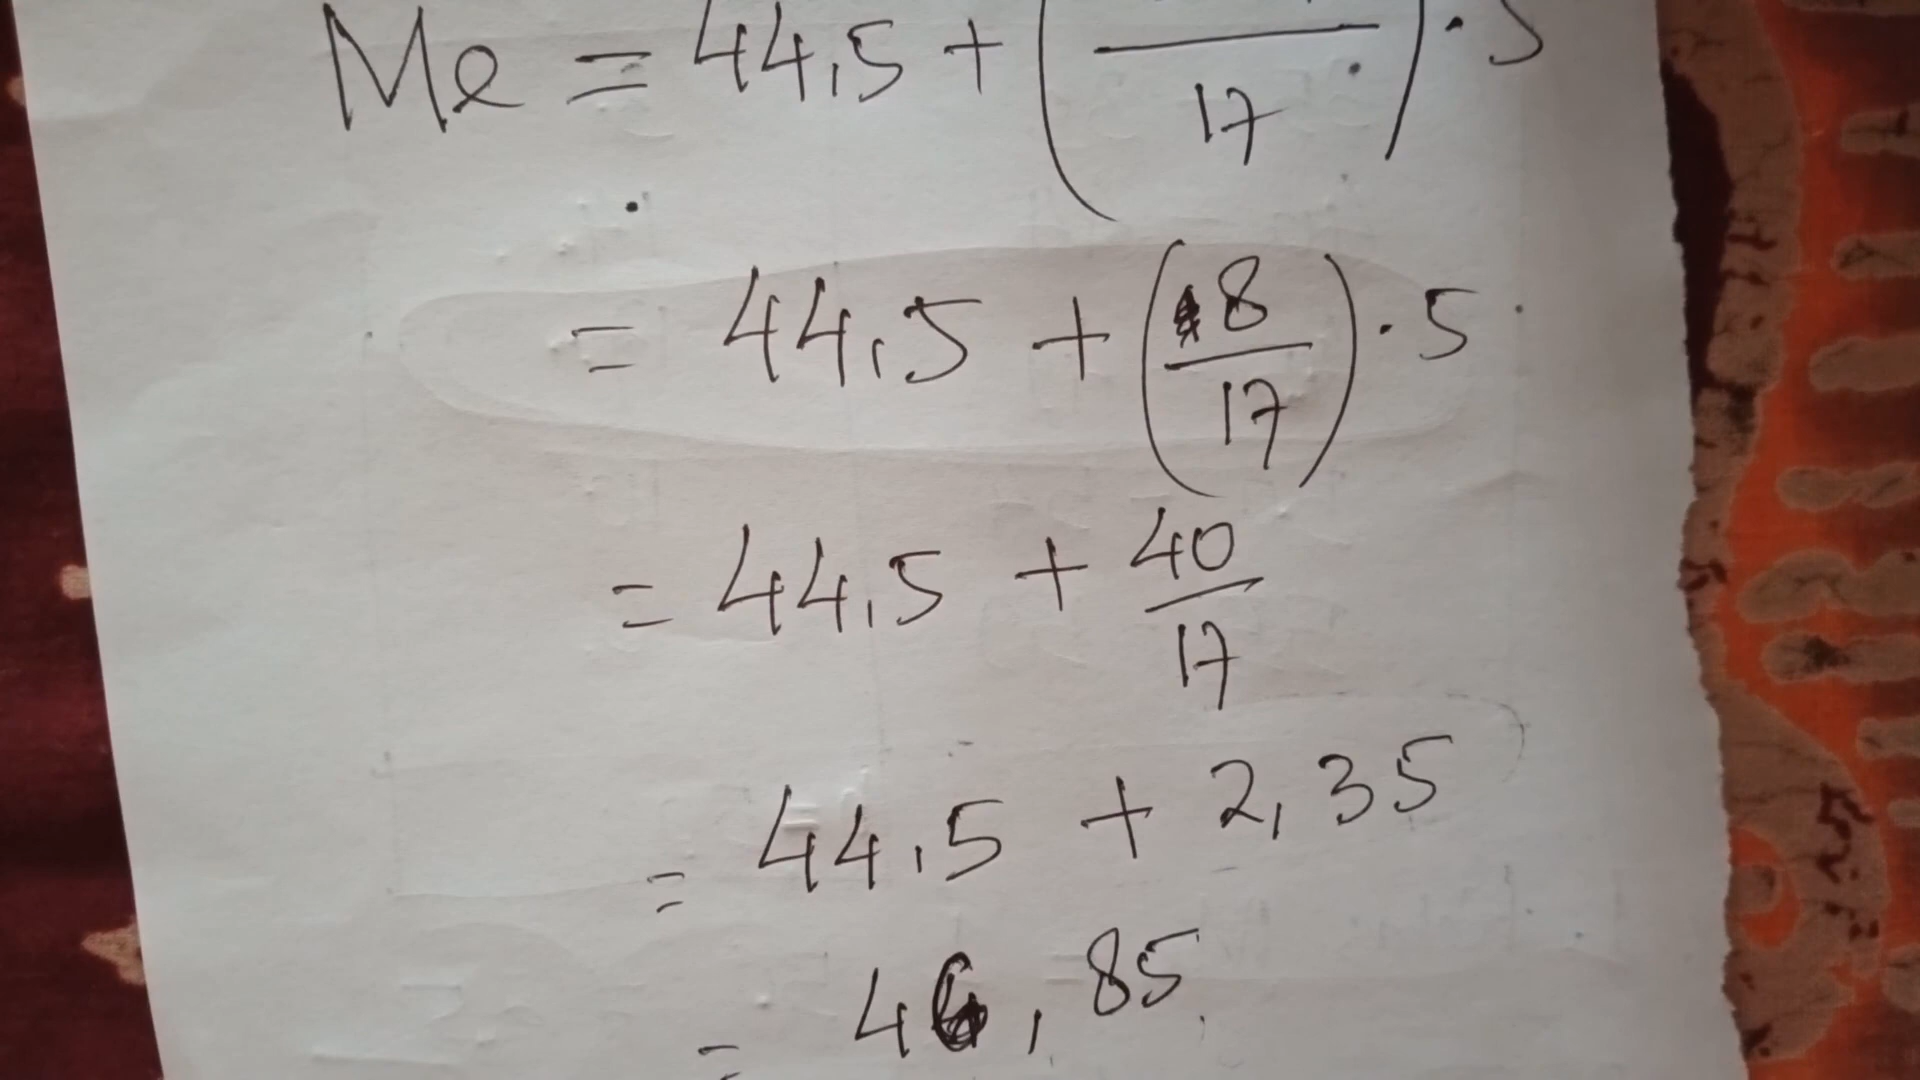 Me = 44,5 + ( / 17 ) · 5
= 44,5 + ( 8 / 17 ) · 5
= 44,5 + 40 / 17
= 44,5 + 2,35
= 46,85